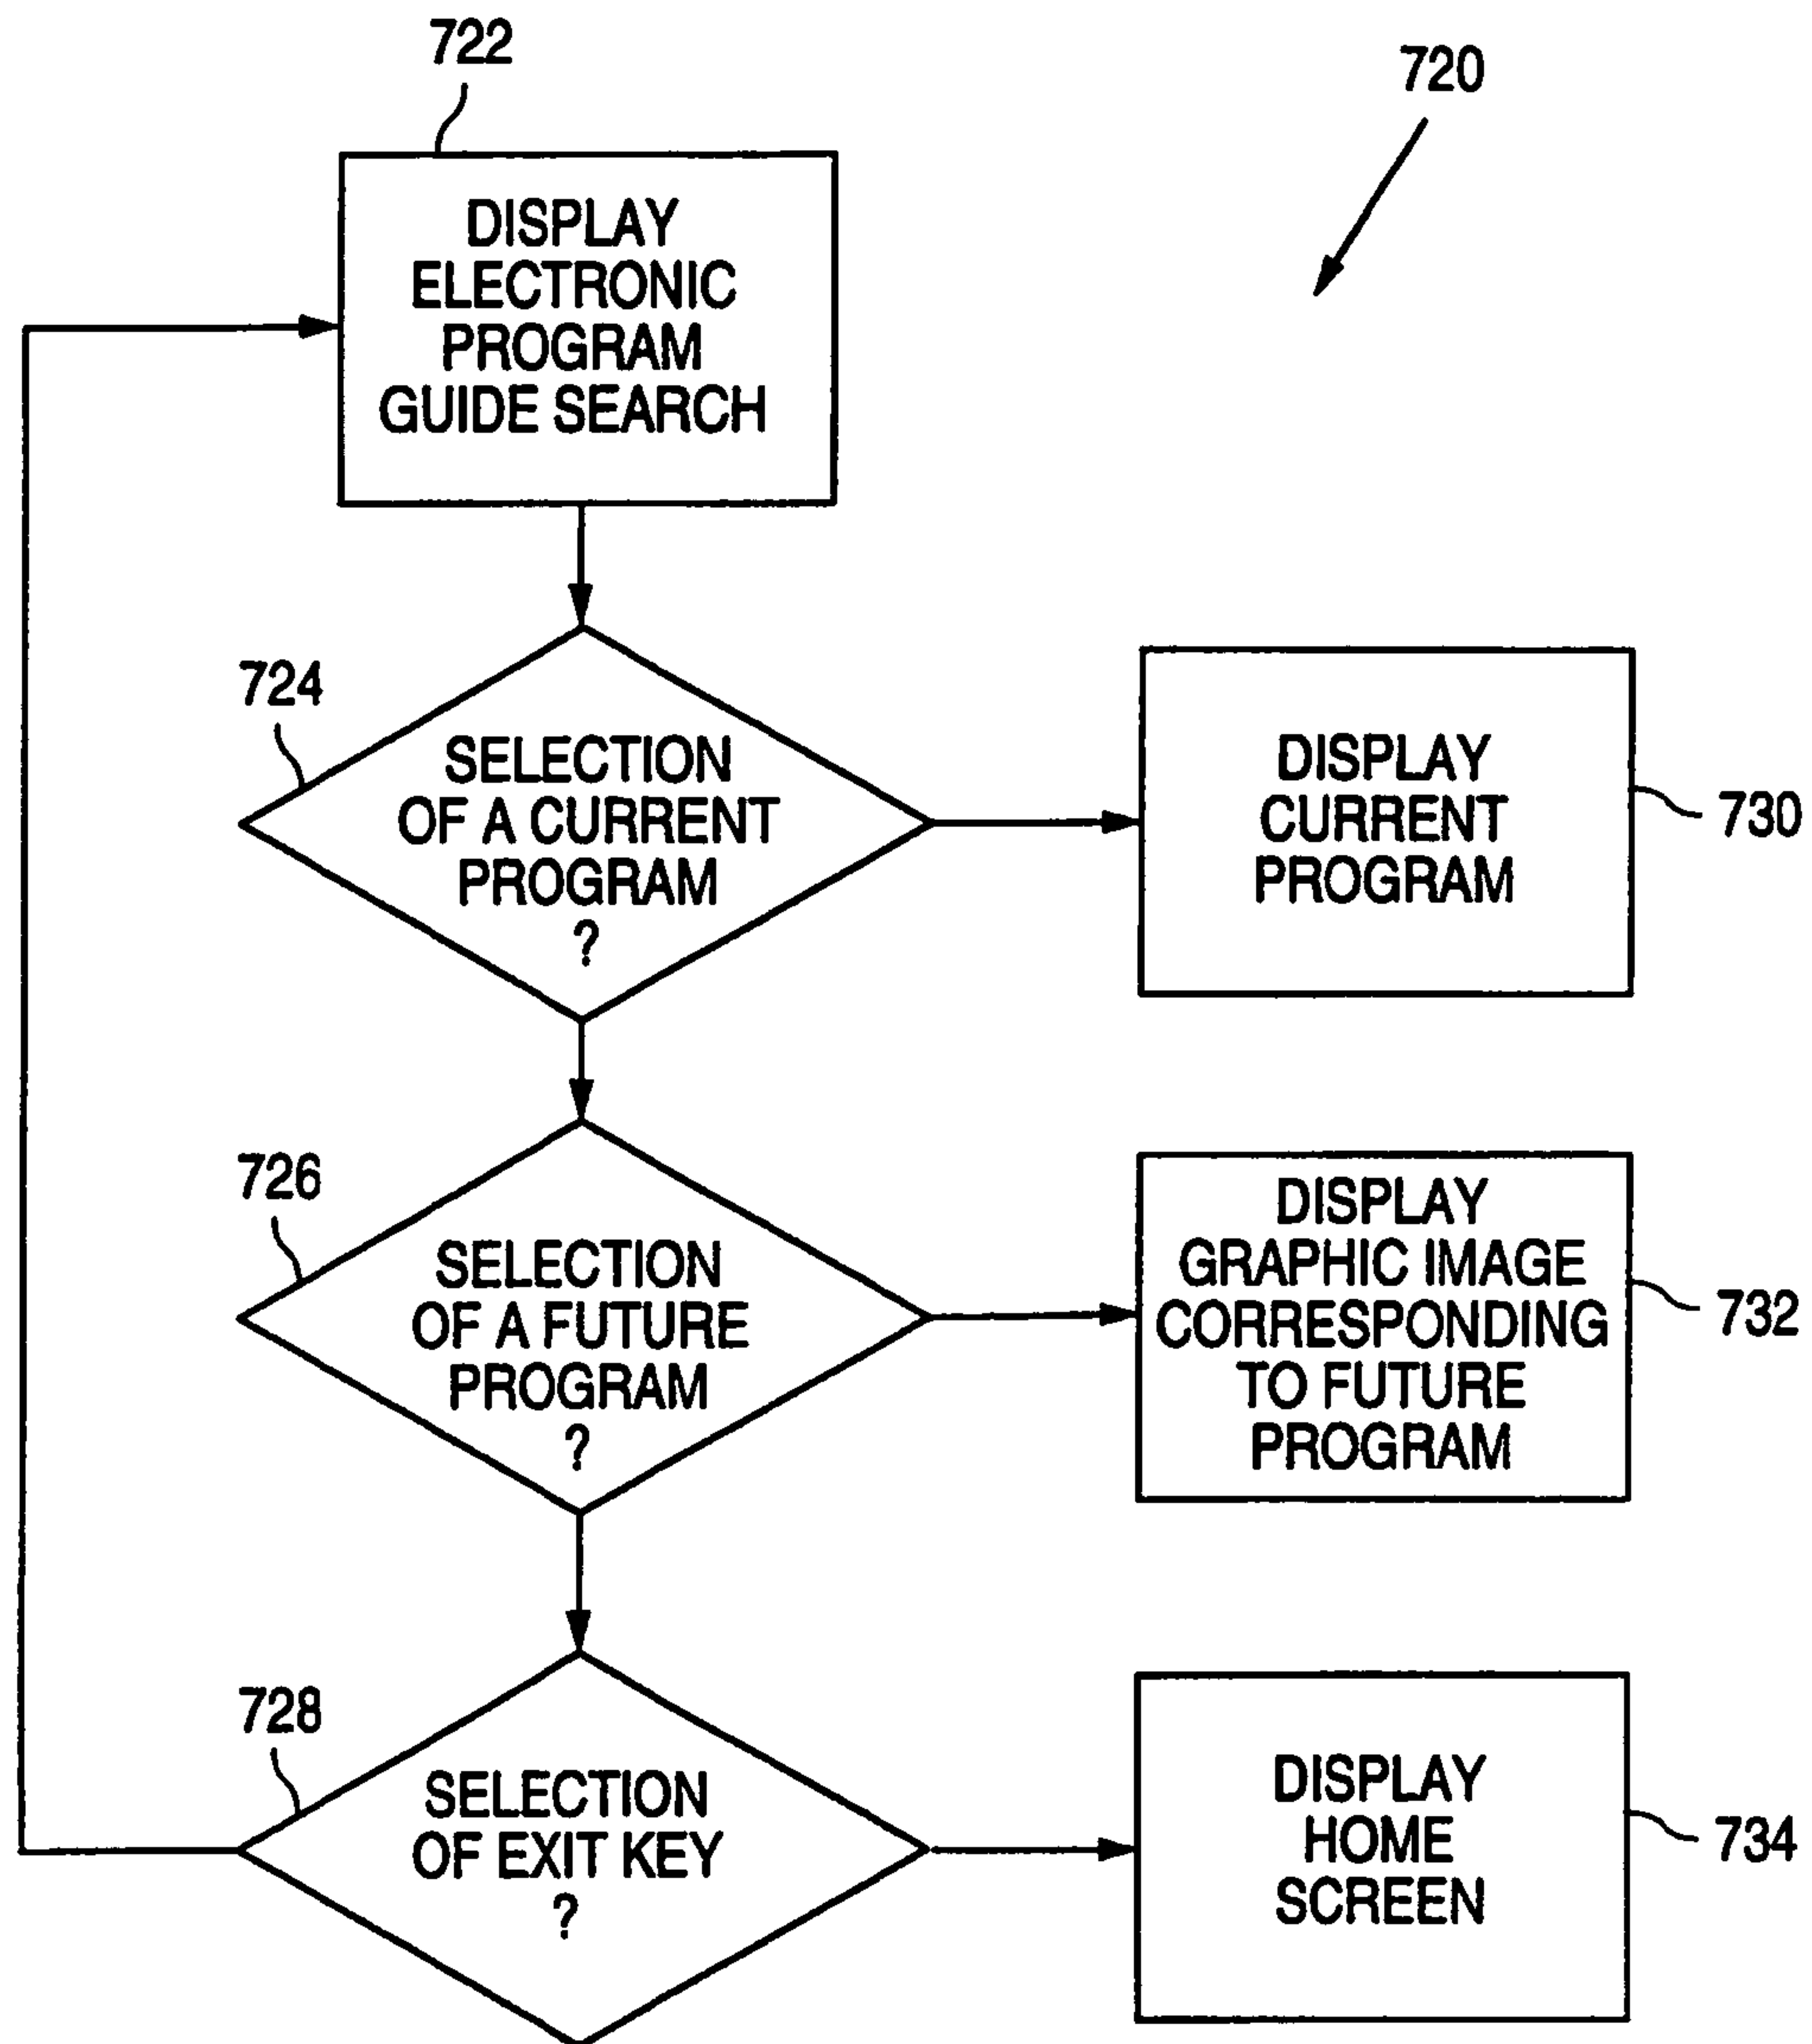 722
720
DISPLAY
ELECTRONIC
PROGRAM
GUIDE SEARCH
724
SELECTION
OF A CURRENT
PROGRAM
?
DISPLAY
CURRENT
PROGRAM
730
726
SELECTION
OF A FUTURE
PROGRAM
?
DISPLAY
GRAPHIC IMAGE
CORRESPONDING
TO FUTURE
PROGRAM
732
728
SELECTION
OF EXIT KEY
?
DISPLAY
HOME
SCREEN
734